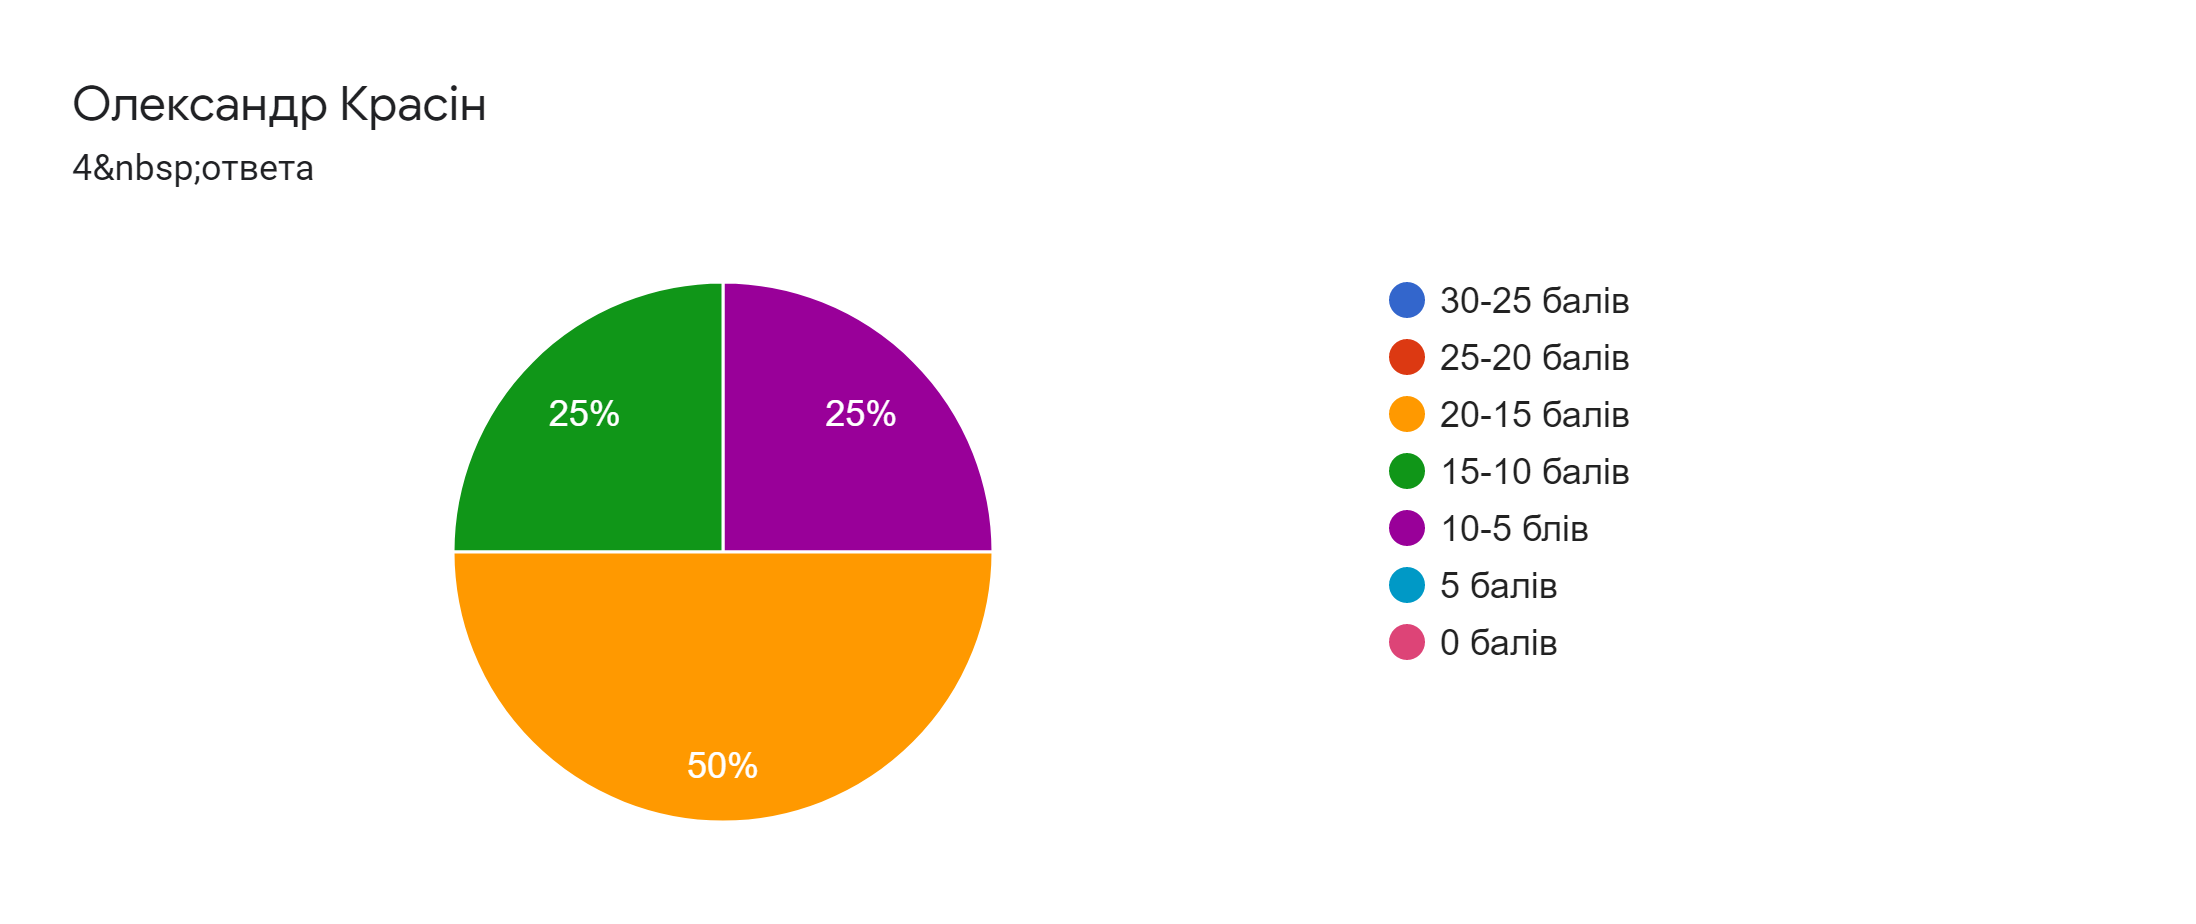 Олександр Красін
4&nbsp;ответа
25%
25%
50%
30-25 балів
25-20 балів
20-15 балів
15-10 балів
10-5 блів
5 балів
0 балів